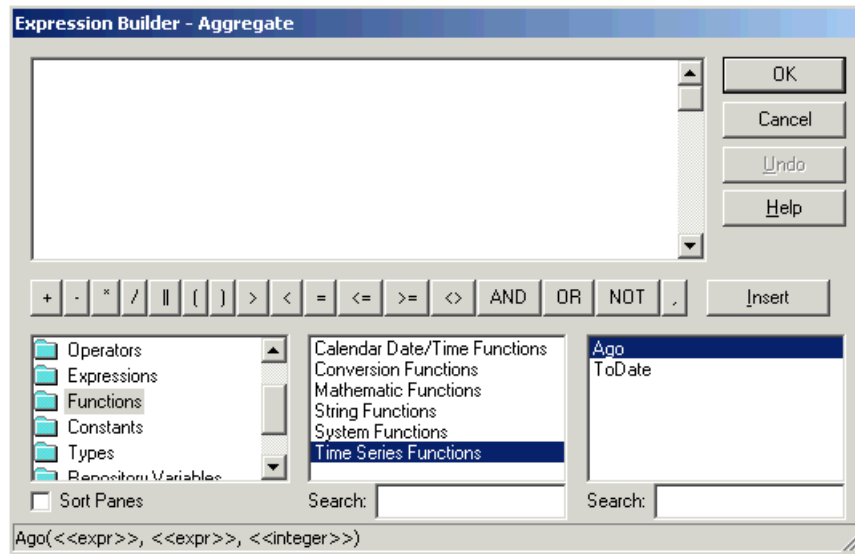 Expression Builder - Aggregate
OK
Cancel
Undo
Help
+ - * / || ( ) > < = <= >= <> AND OR NOT , Insert
Operators
Expressions
Functions
Constants
Types
Repository Variables
Calendar Date/Time Functions
Conversion Functions
Mathematic Functions
String Functions
System Functions
Time Series Functions
Ago
ToDate
Sort Panes
Search:
Search:
Ago(<<expr>>, <<expr>>, <<integer>>)